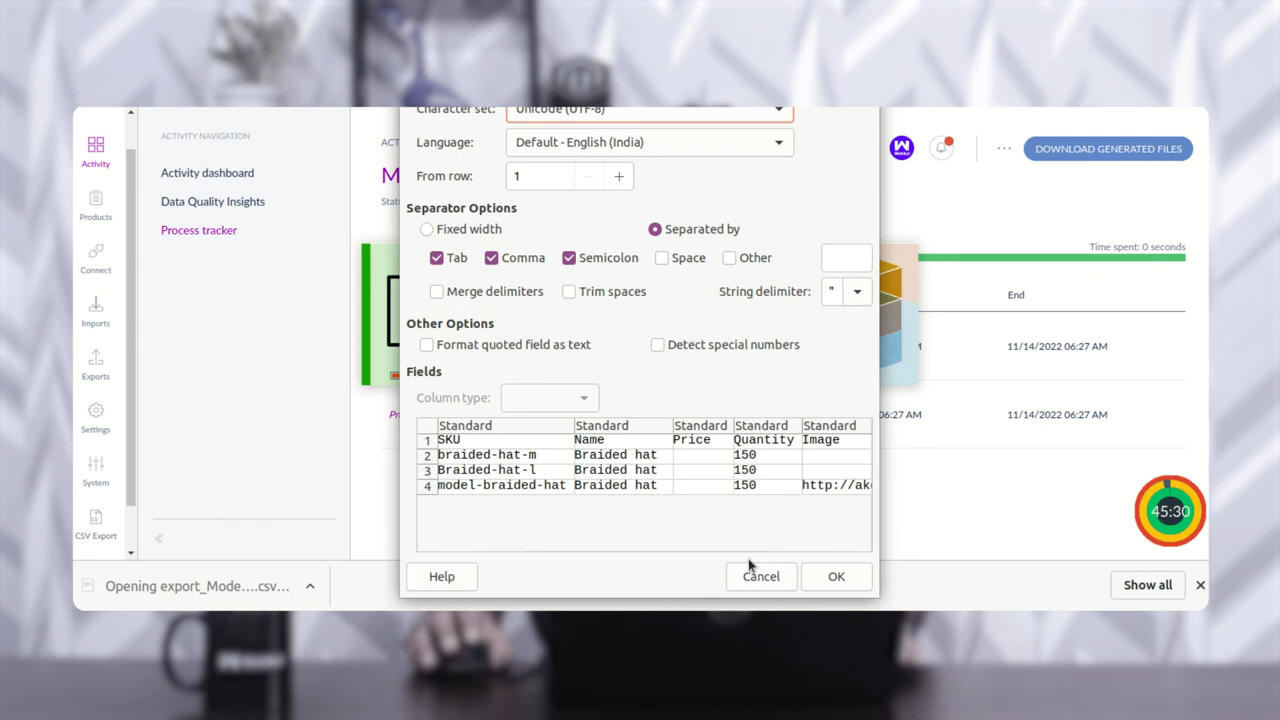 Character set: Unicode (UTF-8)
Language: Default - English (India)
From row: 1
Separator Options
Fixed width Separated by
Tab Comma Semicolon Space Other
Merge delimiters Trim spaces String delimiter: "
Other Options
Format quoted field as text Detect special numbers
Fields
Column type:
Standard Standard Standard Standard Standard
1 SKU Name Price Quantity Image
2 braided-hat-m Braided hat 150
3 Braided-hat-l Braided hat 150
4 model-braided-hat Braided hat 150 http://ak
Help Cancel OK
Activity
Products
Connect
Imports
Exports
Settings
System
CSV Export
ACTIVITY NAVIGATION
Activity dashboard
Data Quality Insights
Process tracker
ACT
M
Stat
Pr
DOWNLOAD GENERATED FILES
Time spent: 0 seconds
End
11/14/2022 06:27 AM
06:27 AM 11/14/2022 06:27 AM
45:30
Opening export_Mode....csv...
Show all